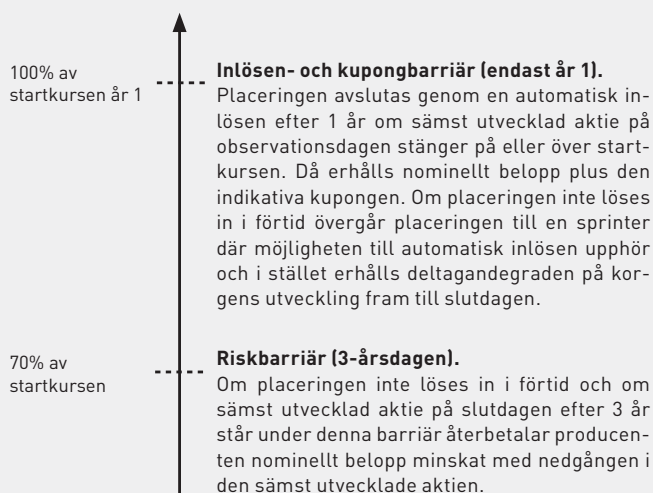 100% av
startkursen år 1
Inlösen- och kupongbarriär (endast år 1).
Placeringen avslutas genom en automatisk in-
lösen efter 1 år om sämst utvecklad aktie på
observationsdagen stänger på eller över start-
kursen. Då erhålls nominellt belopp plus den
indikativa kupongen. Om placeringen inte löses
in i förtid övergår placeringen till en sprinter
där möjligheten till automatisk inlösen upphör
och i stället erhålls deltagandegraden på kor-
gens utveckling fram till slutdagen.
70% av
startkursen
Riskbarriär (3-årsdagen).
Om placeringen inte löses in i förtid och om
sämst utvecklad aktie på slutdagen efter 3 år
står under denna barriär återbetalar producen-
ten nominellt belopp minskat med nedgången i
den sämst utvecklade aktien.